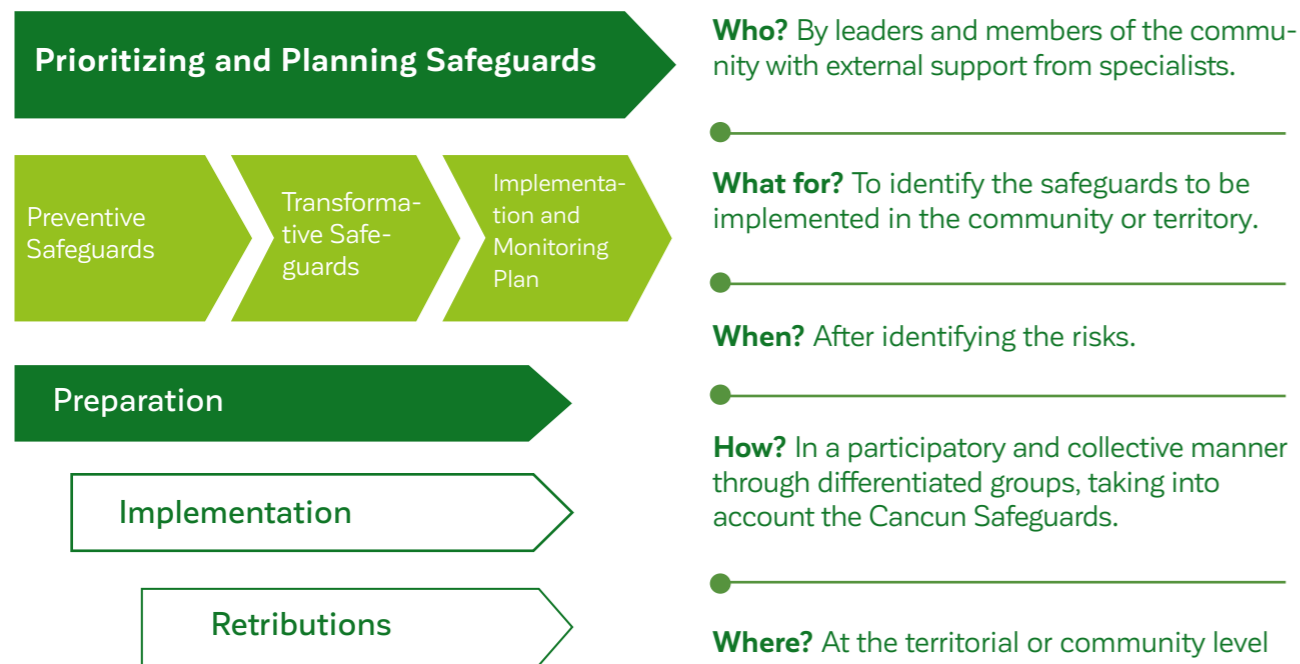 Prioritizing and Planning Safeguards
Preventive
Safeguards
Transforma-
tive Safe-
guards
Implementa-
tion and
Monitoring
Plan
Preparation
Implementation
Retributions
Who? By leaders and members of the commu-
nity with external support from specialists.
What for? To identify the safeguards to be
implemented in the community or territory.
When? After identifying the risks.
How? In a participatory and collective manner
through differentiated groups, taking into
account the Cancun Safeguards.
Where? At the territorial or community level